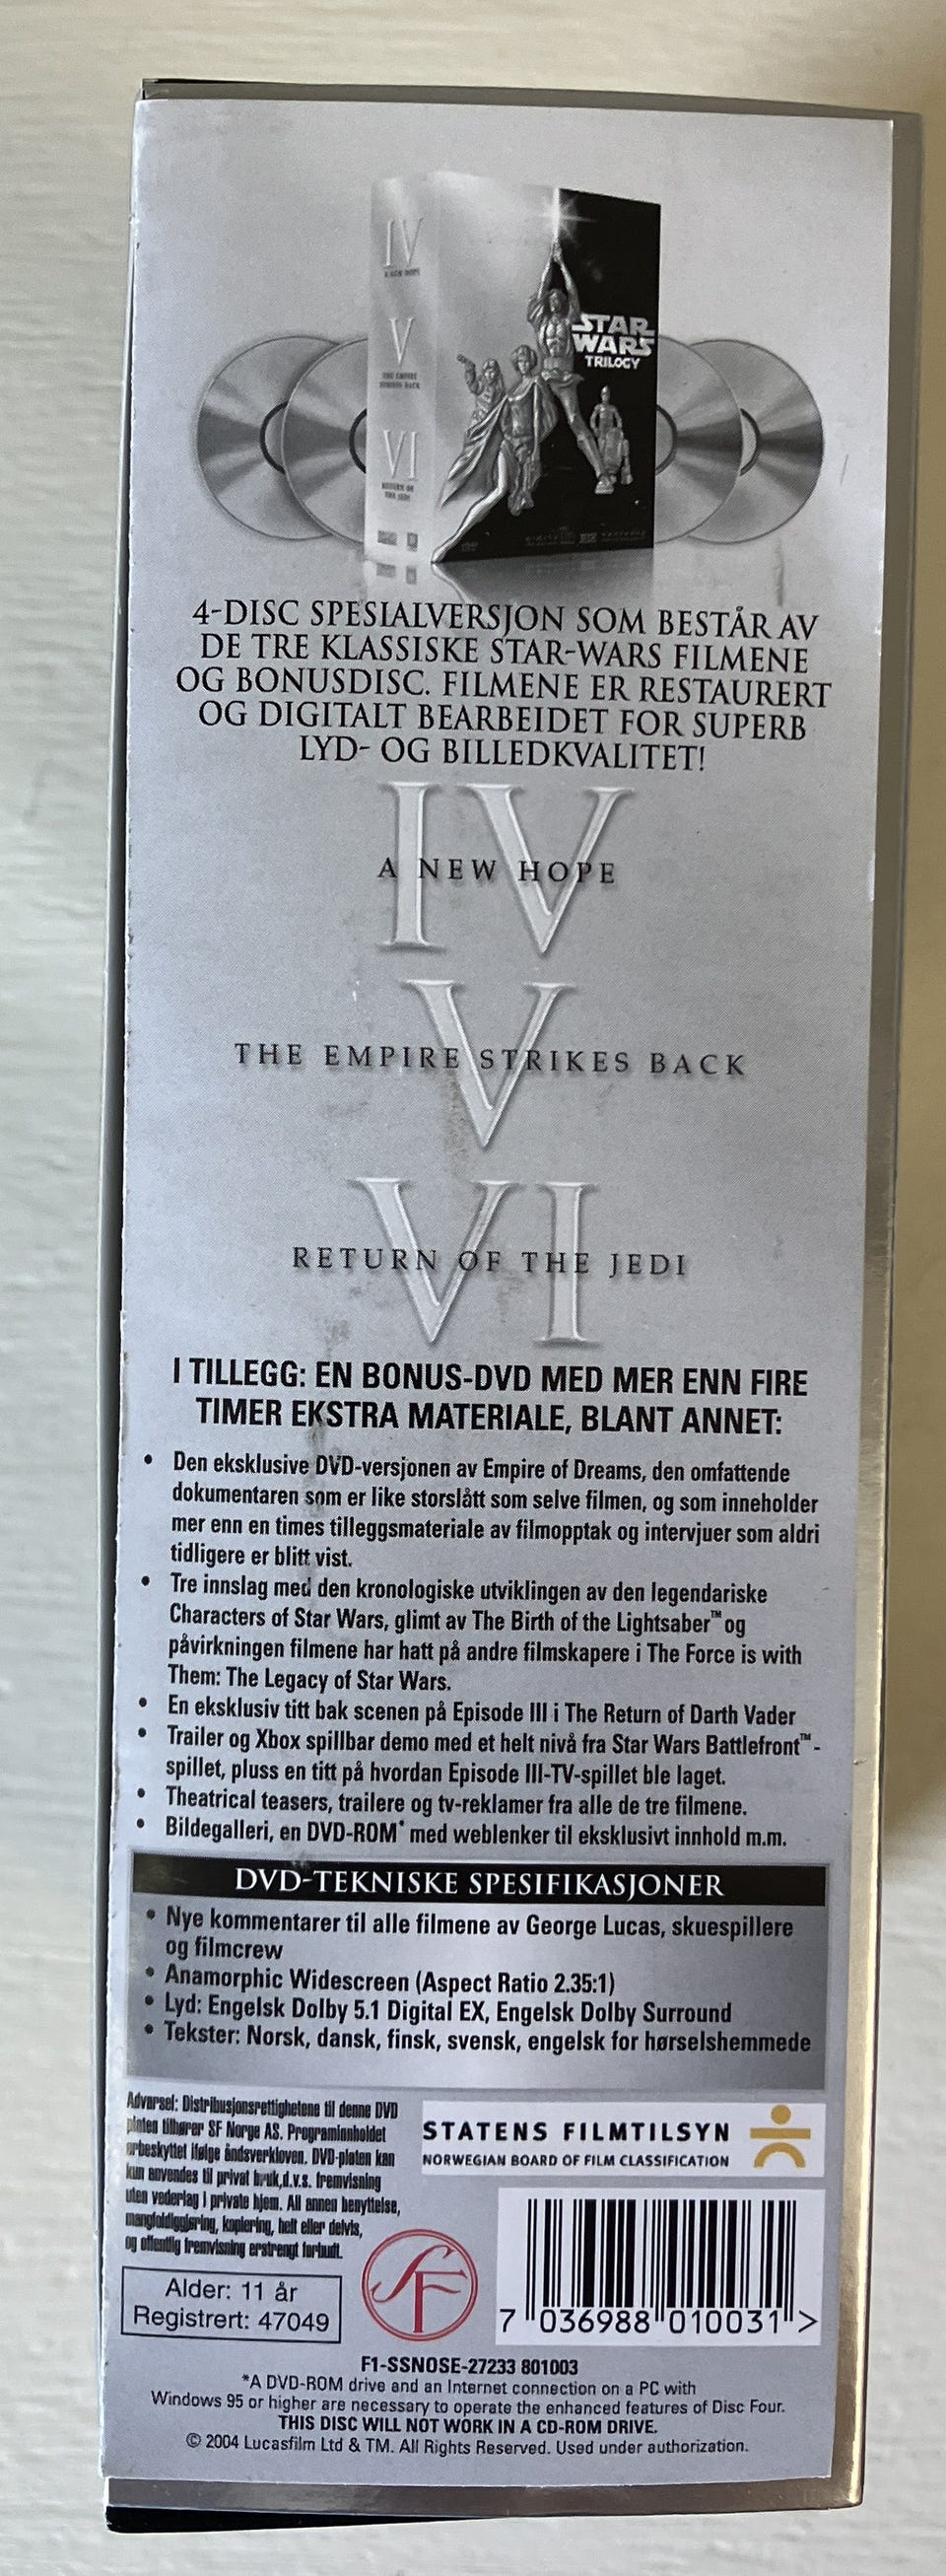 IV
A NEW HOPE
V
THE EMPIRE
STRIKES BACK
VI
RETURN OF
THE JEDI
STAR
WARS
TRILOGY
4-DISC SPESIALVERSJON SOM BESTÅR AV
DE TRE KLASSISKE STAR-WARS FILMENE
OG BONUSDISC. FILMENE ER RESTAURERT
OG DIGITALT BEARBEIDET FOR SUPERB
LYD- OG BILLEDKVALITET!
IV
A NEW HOPE
V
THE EMPIRE STRIKES BACK
VI
RETURN OF THE JEDI
I TILLEGG: EN BONUS-DVD MED MER ENN FIRE
TIMER EKSTRA MATERIALE, BLANT ANNET:
• Den eksklusive DVD-versjonen av Empire of Dreams, den omfattende
dokumentaren som er like storslått som selve filmen, og som inneholder
mer enn en times tilleggsmateriale av filmopptak og intervjuer som aldri
tidligere er blitt vist.
• Tre innslag med den kronologiske utviklingen av den legendariske
Characters of Star Wars, glimt av The Birth of the Lightsaber™ og
påvirkningen filmene har hatt på andre filmskapere i The Force is with
Them: The Legacy of Star Wars.
• En eksklusiv titt bak scenen på Episode III i The Return of Darth Vader
• Trailer og Xbox spillbar demo med et helt nivå fra Star Wars Battlefront™-
spillet, pluss en titt på hvordan Episode III-TV-spillet ble laget.
• Theatrical teasers, trailere og tv-reklamer fra alle de tre filmene.
• Bildegalleri, en DVD-ROM* med weblenker til eksklusivt innhold m.m.
DVD-TEKNISKE SPESIFIKASJONER
• Nye kommentarer til alle filmene av George Lucas, skuespillere
og filmcrew
• Anamorphic Widescreen (Aspect Ratio 2.35:1)
• Lyd: Engelsk Dolby 5.1 Digital EX, Engelsk Dolby Surround
• Tekster: Norsk, dansk, finsk, svensk, engelsk for hørselshemmede
Advarsel: Distribusjonsrettighetene til denne DVD
platen tilhører SF Norge AS. Programinnholdet
erbeskyttet ifølge åndsverkloven. DVD-platen kan
kun anvendes til privat bruk,d.v.s. fremvisning
uten vederlag i private hjem. All annen benyttelse,
mangfoldiggjøring, kopiering, helt eller delvis,
og offentlig fremvisning erstrengt forbudt.
STATENS FILMTILSYN
NORWEGIAN BOARD OF FILM CLASSIFICATION
Alder: 11 år
Registrert: 47049
SF
7 036988 010031 >
F1-SSNOSE-27233 801003
*A DVD-ROM drive and an Internet connection on a PC with
Windows 95 or higher are necessary to operate the enhanced features of Disc Four.
THIS DISC WILL NOT WORK IN A CD-ROM DRIVE.
© 2004 Lucasfilm Ltd & TM. All Rights Reserved. Used under authorization.